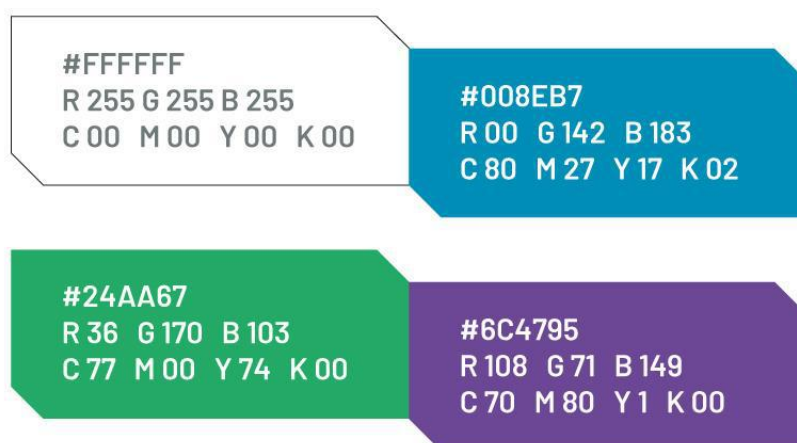 #FFFFFF
R 255 G 255 B 255
C 00 M 00 Y 00 K 00
#008EB7
R 00 G 142 B 183
C 80 M 27 Y 17 K 02
#24AA67
R 36 G 170 B 103
C 77 M 00 Y 74 K 00
#6C4795
R 108 G 71 B 149
C 70 M 80 Y 1 K 00